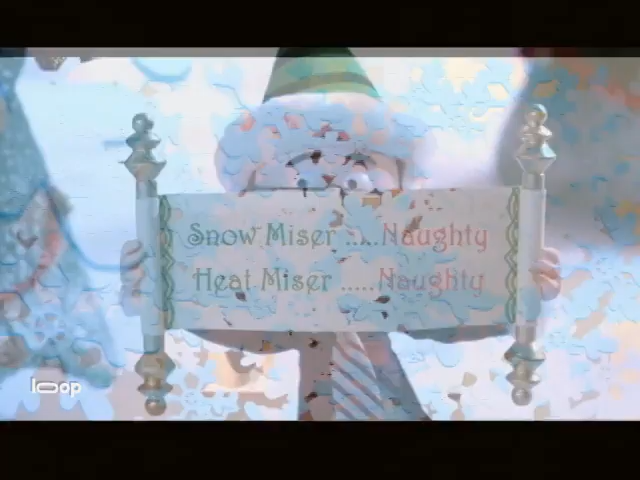 Snow Miser .....Naughty
Heat Miser .....Naughty
loop